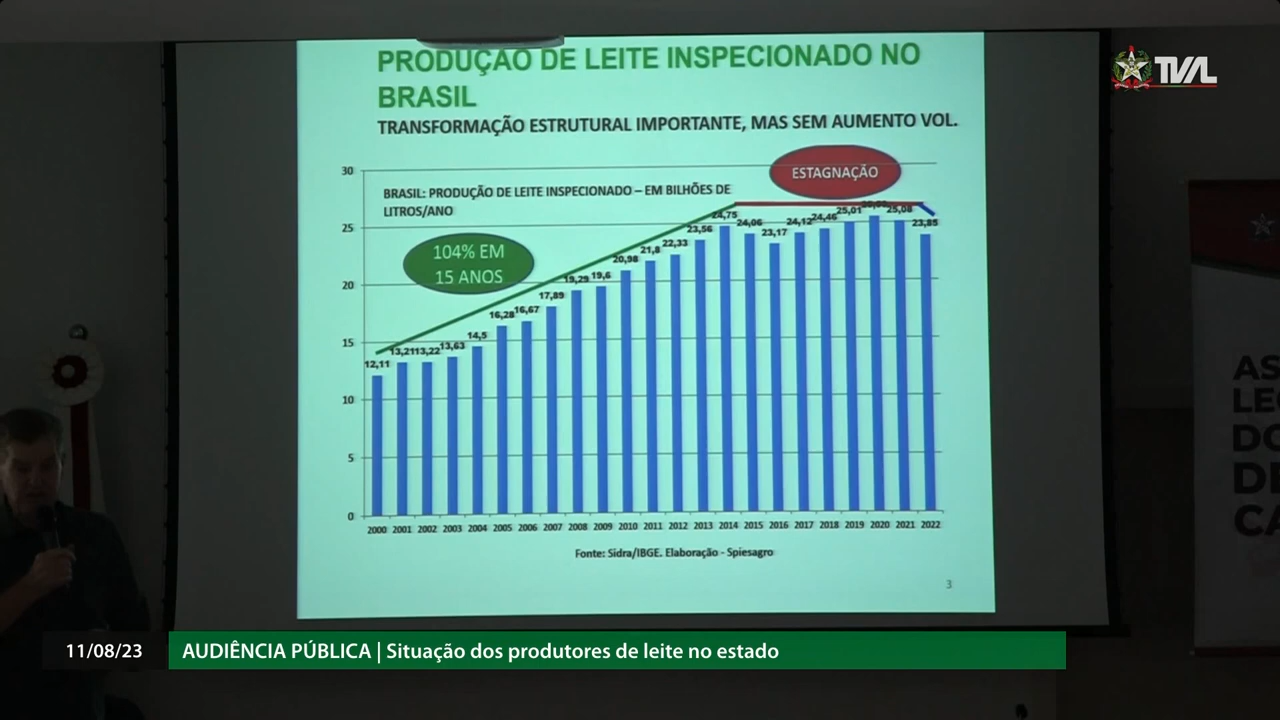 PRODUÇÃO DE LEITE INSPECIONADO NO
BRASIL
TRANSFORMAÇÃO ESTRUTURAL IMPORTANTE, MAS SEM AUMENTO VOL.
TVAL
ESTAGNAÇÃO
BRASIL: PRODUÇÃO DE LEITE INSPECIONADO – EM BILHÕES DE
LITROS/ANO
104% EM
15 ANOS
30
25
20
15
10
5
0
12,11 13,21 13,22 13,63 14,5 16,28 16,67 17,89 19,29 19,6 20,98 21,8 22,33 23,56 24,75 24,06 23,17 24,12 24,46 25,01 25,08 23,85
2000 2001 2002 2003 2004 2005 2006 2007 2008 2009 2010 2011 2012 2013 2014 2015 2016 2017 2018 2019 2020 2021 2022
Fonte: Sidra/IBGE. Elaboração - Spiesagro
3
AS
LE
DO
DE
CA
11/08/23
AUDIÊNCIA PÚBLICA | Situação dos produtores de leite no estado